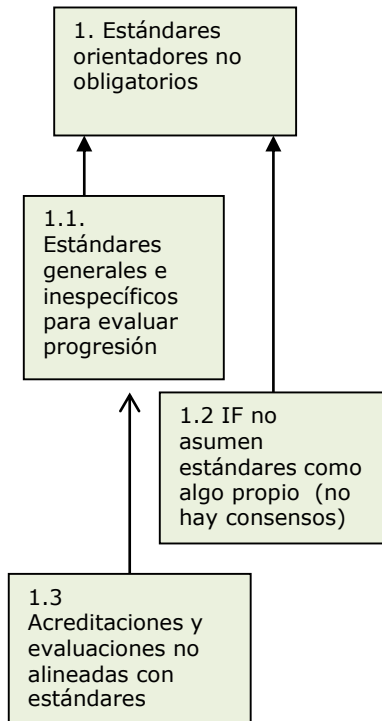 1. Estándares
orientadores no
obligatorios
1.1.
Estándares
generales e
inespecíficos
para evaluar
progresión
1.2 IF no
asumen
estándares como
algo propio (no
hay consensos)
1.3
Acreditaciones y
evaluaciones no
alineadas con
estándares